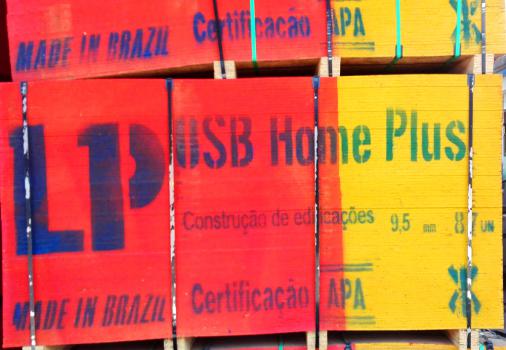 MADE IN BRAZIL Certificação APA
LP OSB Home Plus
Construção de edificações 9,5 mm 87 UN
MADE IN BRAZIL Certificação APA